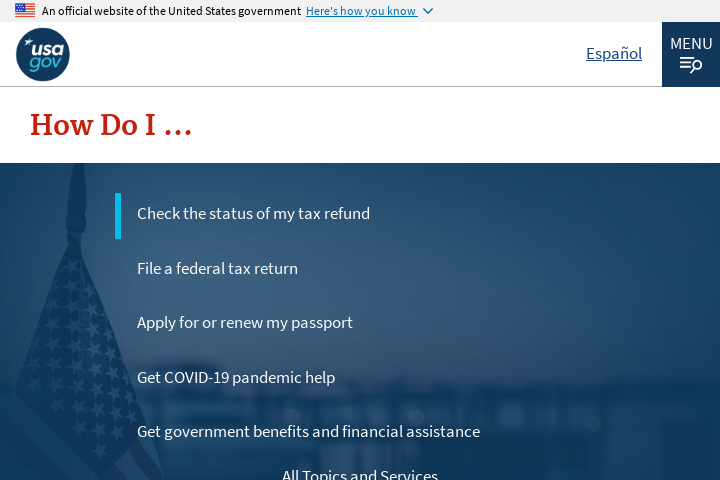 An official website of the United States government Here's how you know
usa
gov
Español
MENU
How Do I ...
Check the status of my tax refund
File a federal tax return
Apply for or renew my passport
Get COVID-19 pandemic help
Get government benefits and financial assistance
All Topics and Services